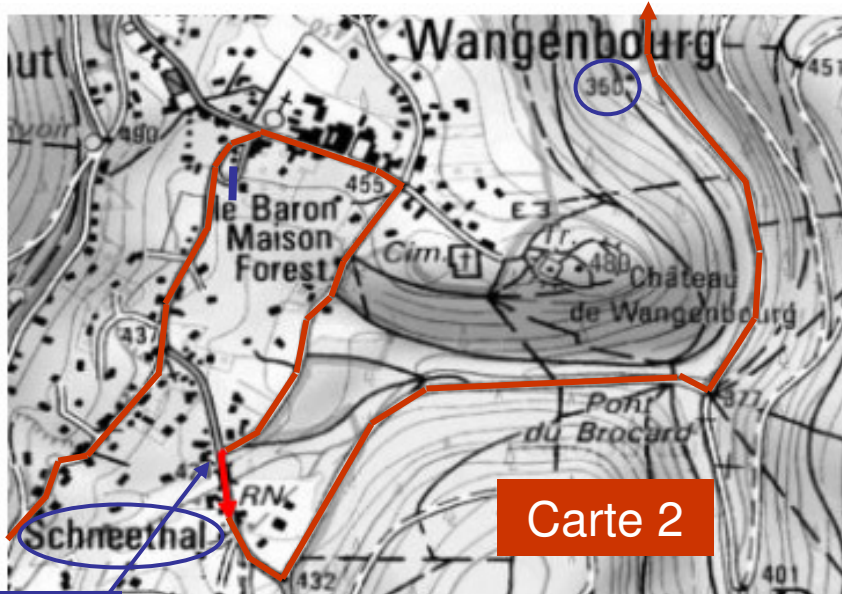 Wangenbourg
350
451
490
455
le Baron
Maison
Forest.
Cim.
Tr.
480
Château
de Wangenbourg
437
377
Pont
du Brocard
RN
Schneethal
Carte 2
432
401